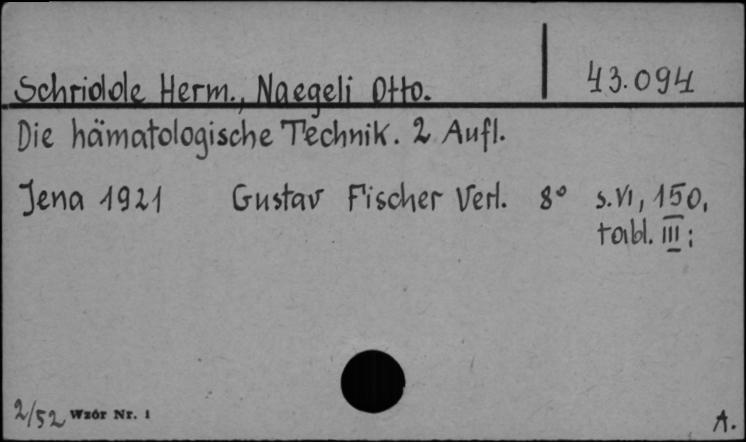 43.094
Schridde Herm., Naegeli Otto.
Die hämatologische Technik. 2 Aufl.
Jena 1921 Gustav Fischer Verl. 8° s. VI, 150,
tabl. III;
2/52 Wzór Nr. 1
A.